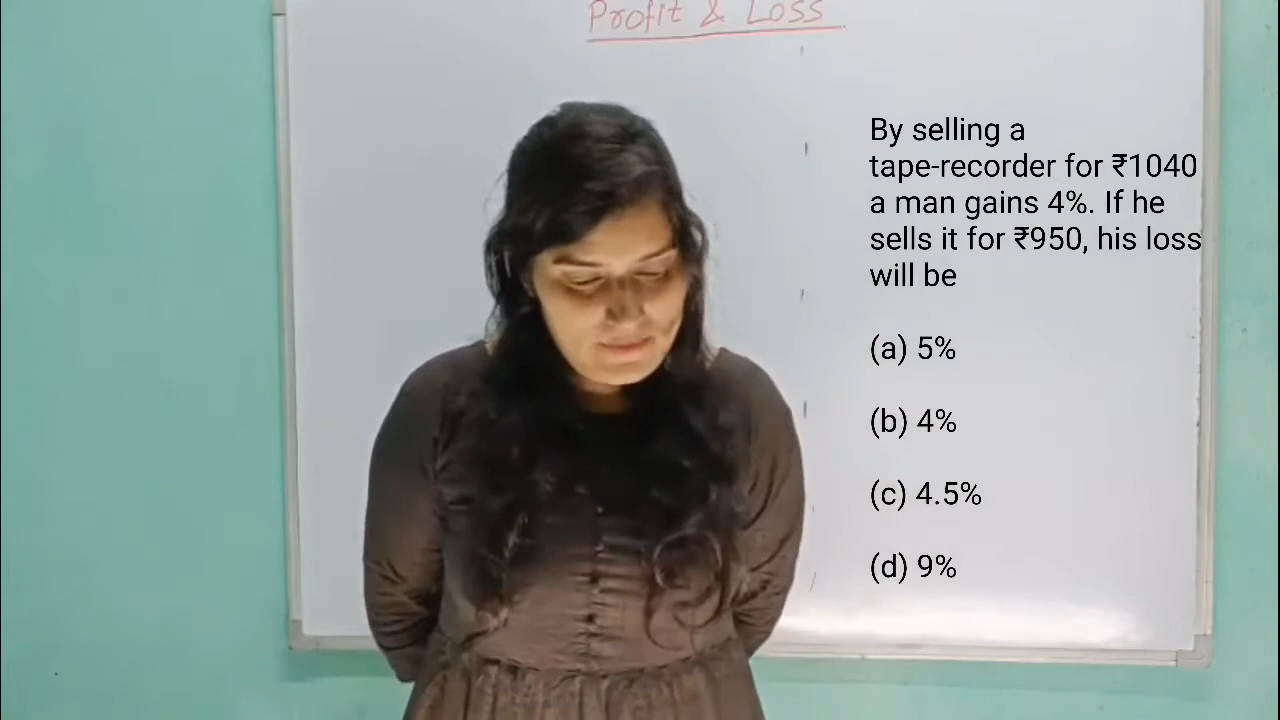 Profit & Loss
By selling a
tape-recorder for ₹1040
a man gains 4%. If he
sells it for ₹950, his loss
will be
(a) 5%
(b) 4%
(c) 4.5%
(d) 9%